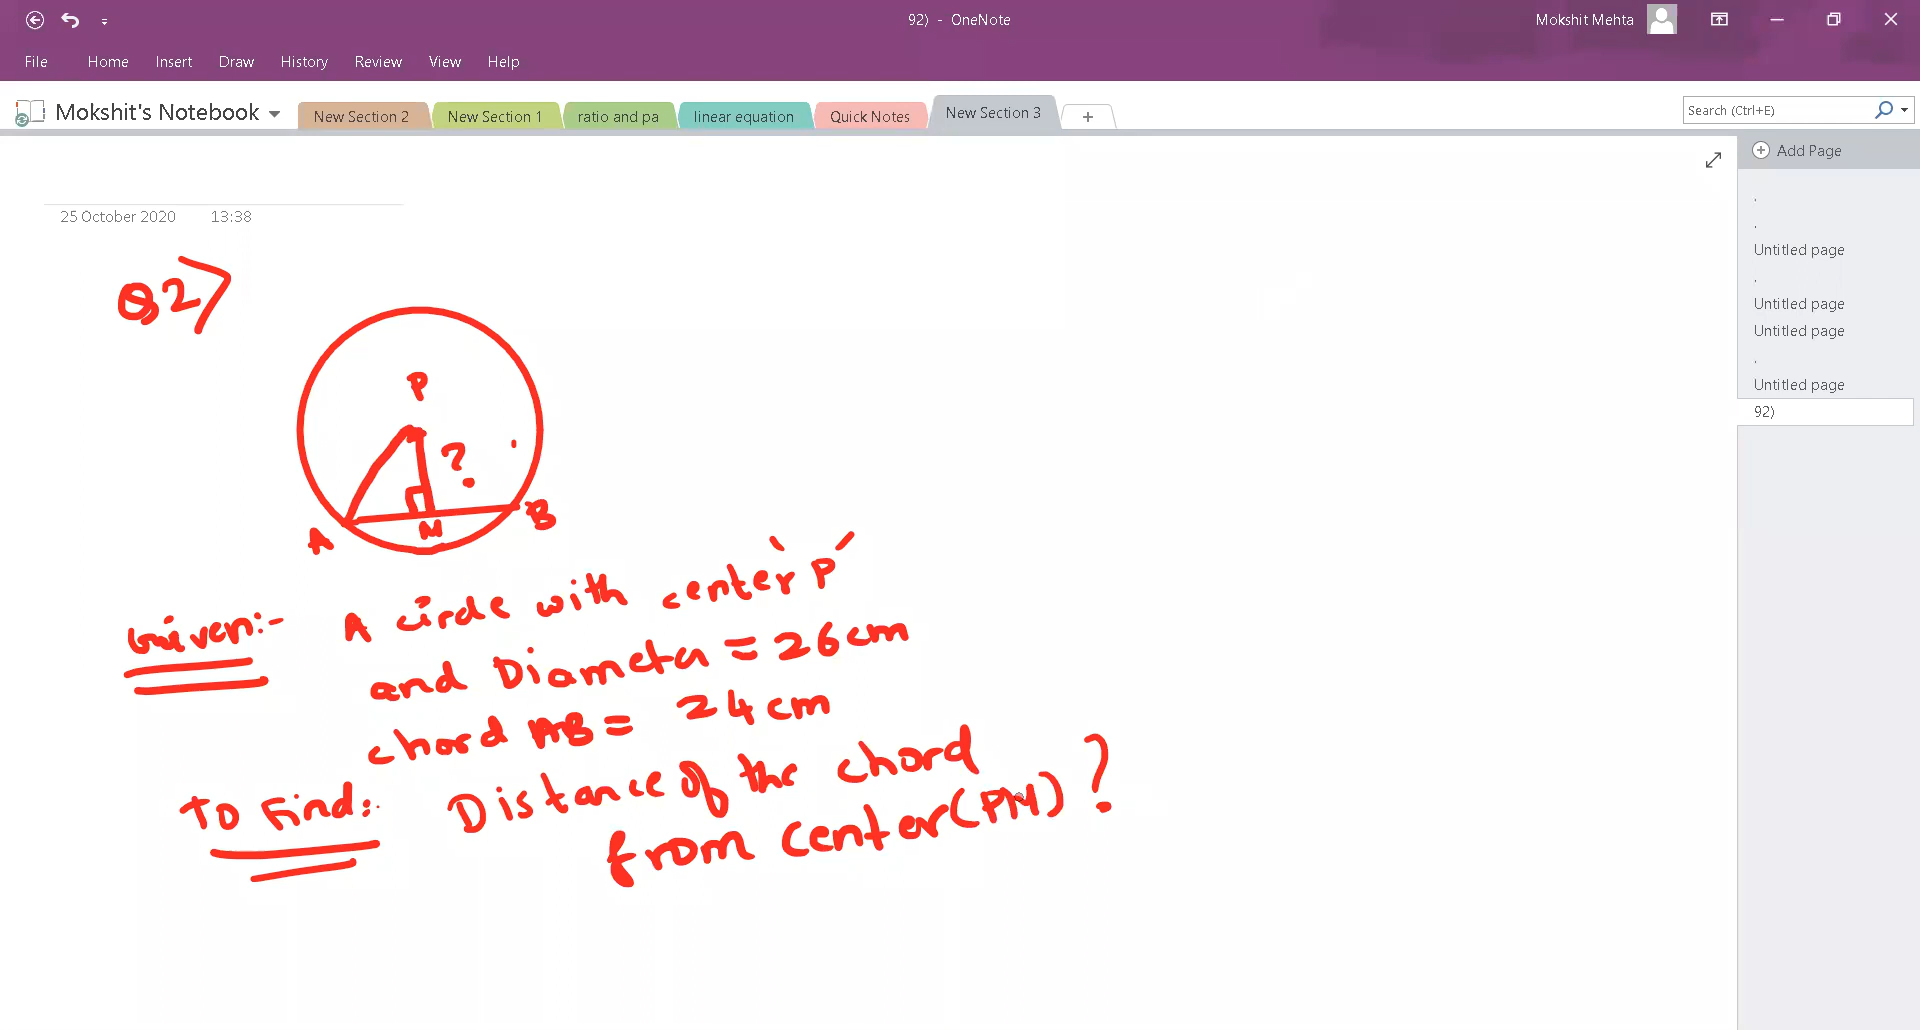 92) - OneNote
Mokshit Mehta
File Home Insert Draw History Review View Help
Mokshit's Notebook
New Section 2 New Section 1 ratio and pa linear equation Quick Notes New Section 3 +
Search (Ctrl+E)
Add Page
.
.
Untitled page
.
Untitled page
Untitled page
.
Untitled page
92)
25 October 2020 13:38
Q2>
P
?
A M B
Given:- A circle with center 'P'
and Diameter = 26cm
chord AB = 24cm
To Find:- Distance of the chord
from center (PM) ?